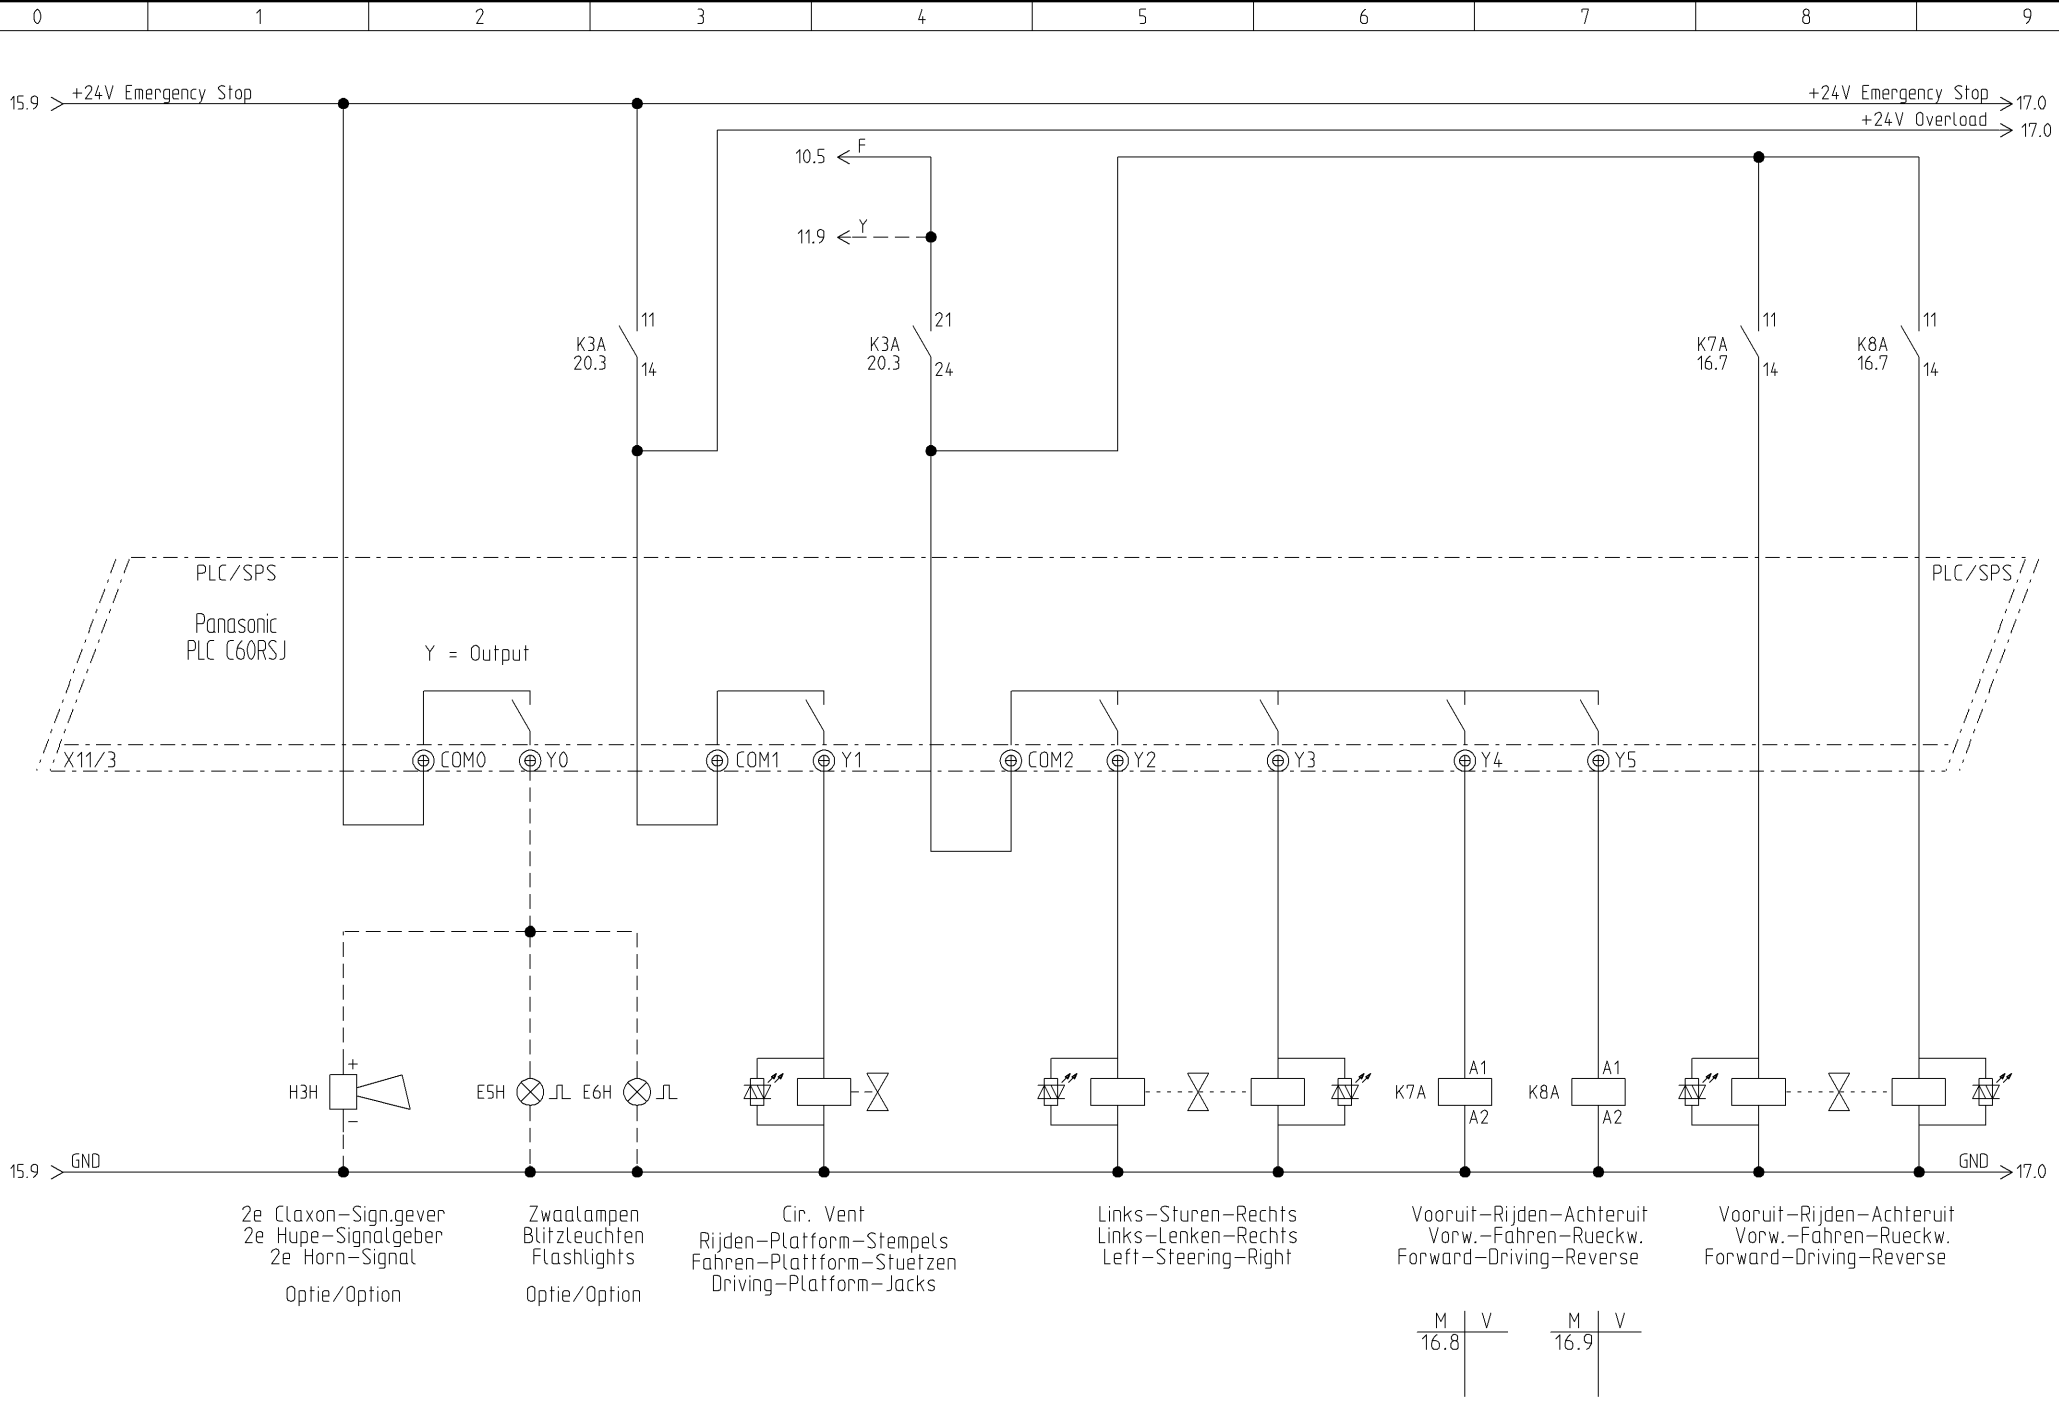 0 1 2 3 4 5 6 7 8 9
15.9 +24V Emergency Stop +24V Emergency Stop 17.0
+24V Overload 17.0
10.5 F
11.9 Y
11 21 11 11
K3A K3A K7A K8A
20.3 20.3 16.7 16.7
14 24 14 14
PLC/SPS PLC/SPS
Panasonic
PLC C60RSJ
Y = Output
X11/3 COM0 Y0 COM1 Y1 COM2 Y2 Y3 Y4 Y5
+ A1 A1
H3H E5H E6H K7A K8A
− A2 A2
15.9 GND GND 17.0
2e Claxon-Sign.gever
2e Hupe-Signalgeber
2e Horn-Signal
Optie/Option
Zwaalampen
Blitzleuchten
Flashlights
Optie/Option
Cir. Vent
Rijden-Platform-Stempels
Fahren-Plattform-Stuetzen
Driving-Platform-Jacks
Links-Sturen-Rechts
Links-Lenken-Rechts
Left-Steering-Right
Vooruit-Rijden-Achteruit
Vorw.-Fahren-Rueckw.
Forward-Driving-Reverse
Vooruit-Rijden-Achteruit
Vorw.-Fahren-Rueckw.
Forward-Driving-Reverse
M V M V
16.8 16.9